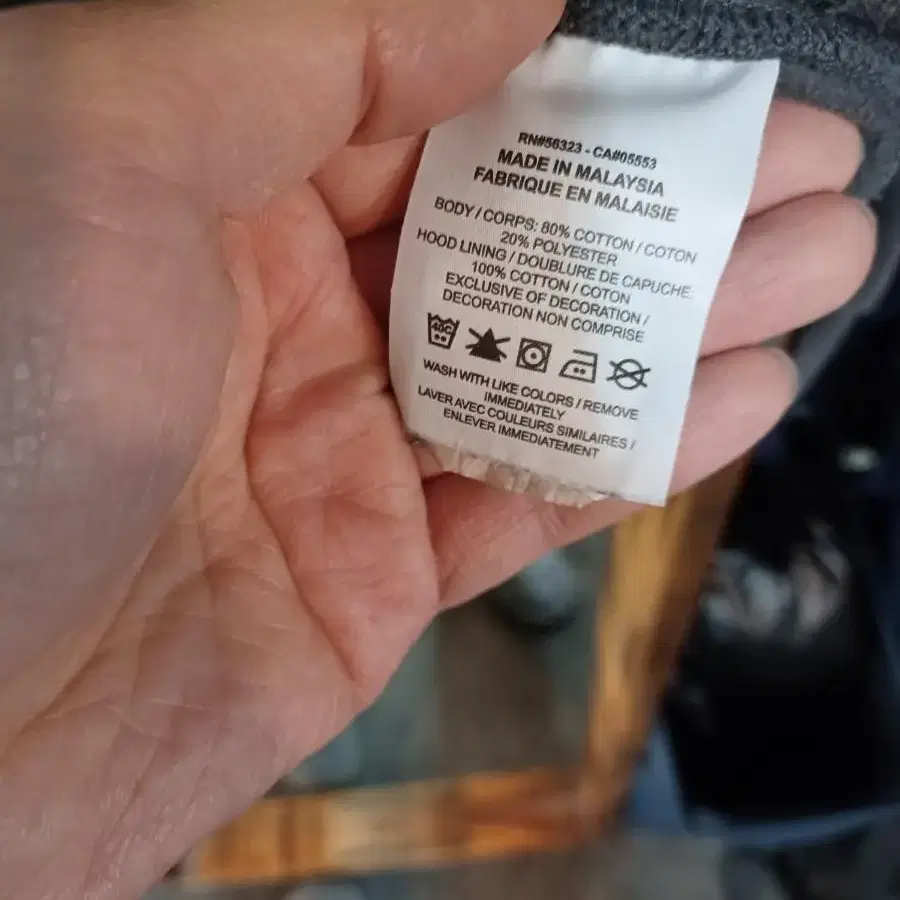 RN#56323 - CA#05553
MADE IN MALAYSIA
FABRIQUE EN MALAISIE
BODY / CORPS: 80% COTTON / COTON
20% POLYESTER
HOOD LINING / DOUBLURE DE CAPUCHE
100% COTTON / COTON
EXCLUSIVE OF DECORATION /
DECORATION NON COMPRISE
40C
WASH WITH LIKE COLORS / REMOVE
IMMEDIATELY
LAVER AVEC COULEURS SIMILAIRES /
ENLEVER IMMEDIATEMENT